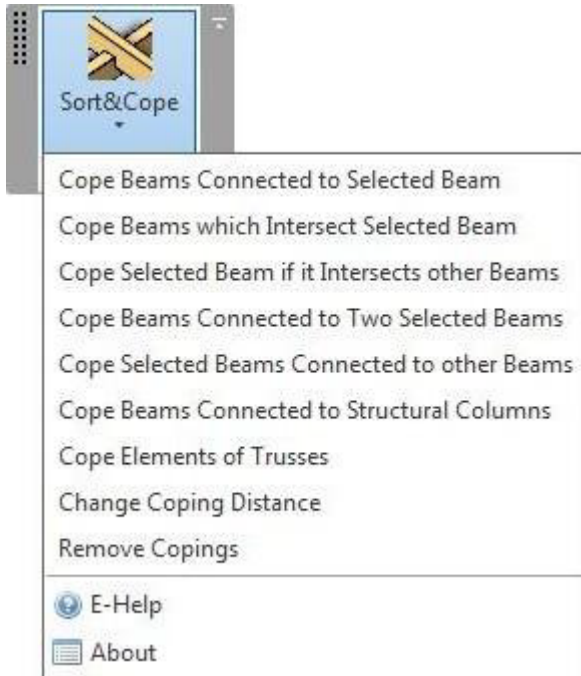 Sort&Cope
Cope Beams Connected to Selected Beam
Cope Beams which Intersect Selected Beam
Cope Selected Beam if it Intersects other Beams
Cope Beams Connected to Two Selected Beams
Cope Selected Beams Connected to other Beams
Cope Beams Connected to Structural Columns
Cope Elements of Trusses
Change Coping Distance
Remove Copings
E-Help
About